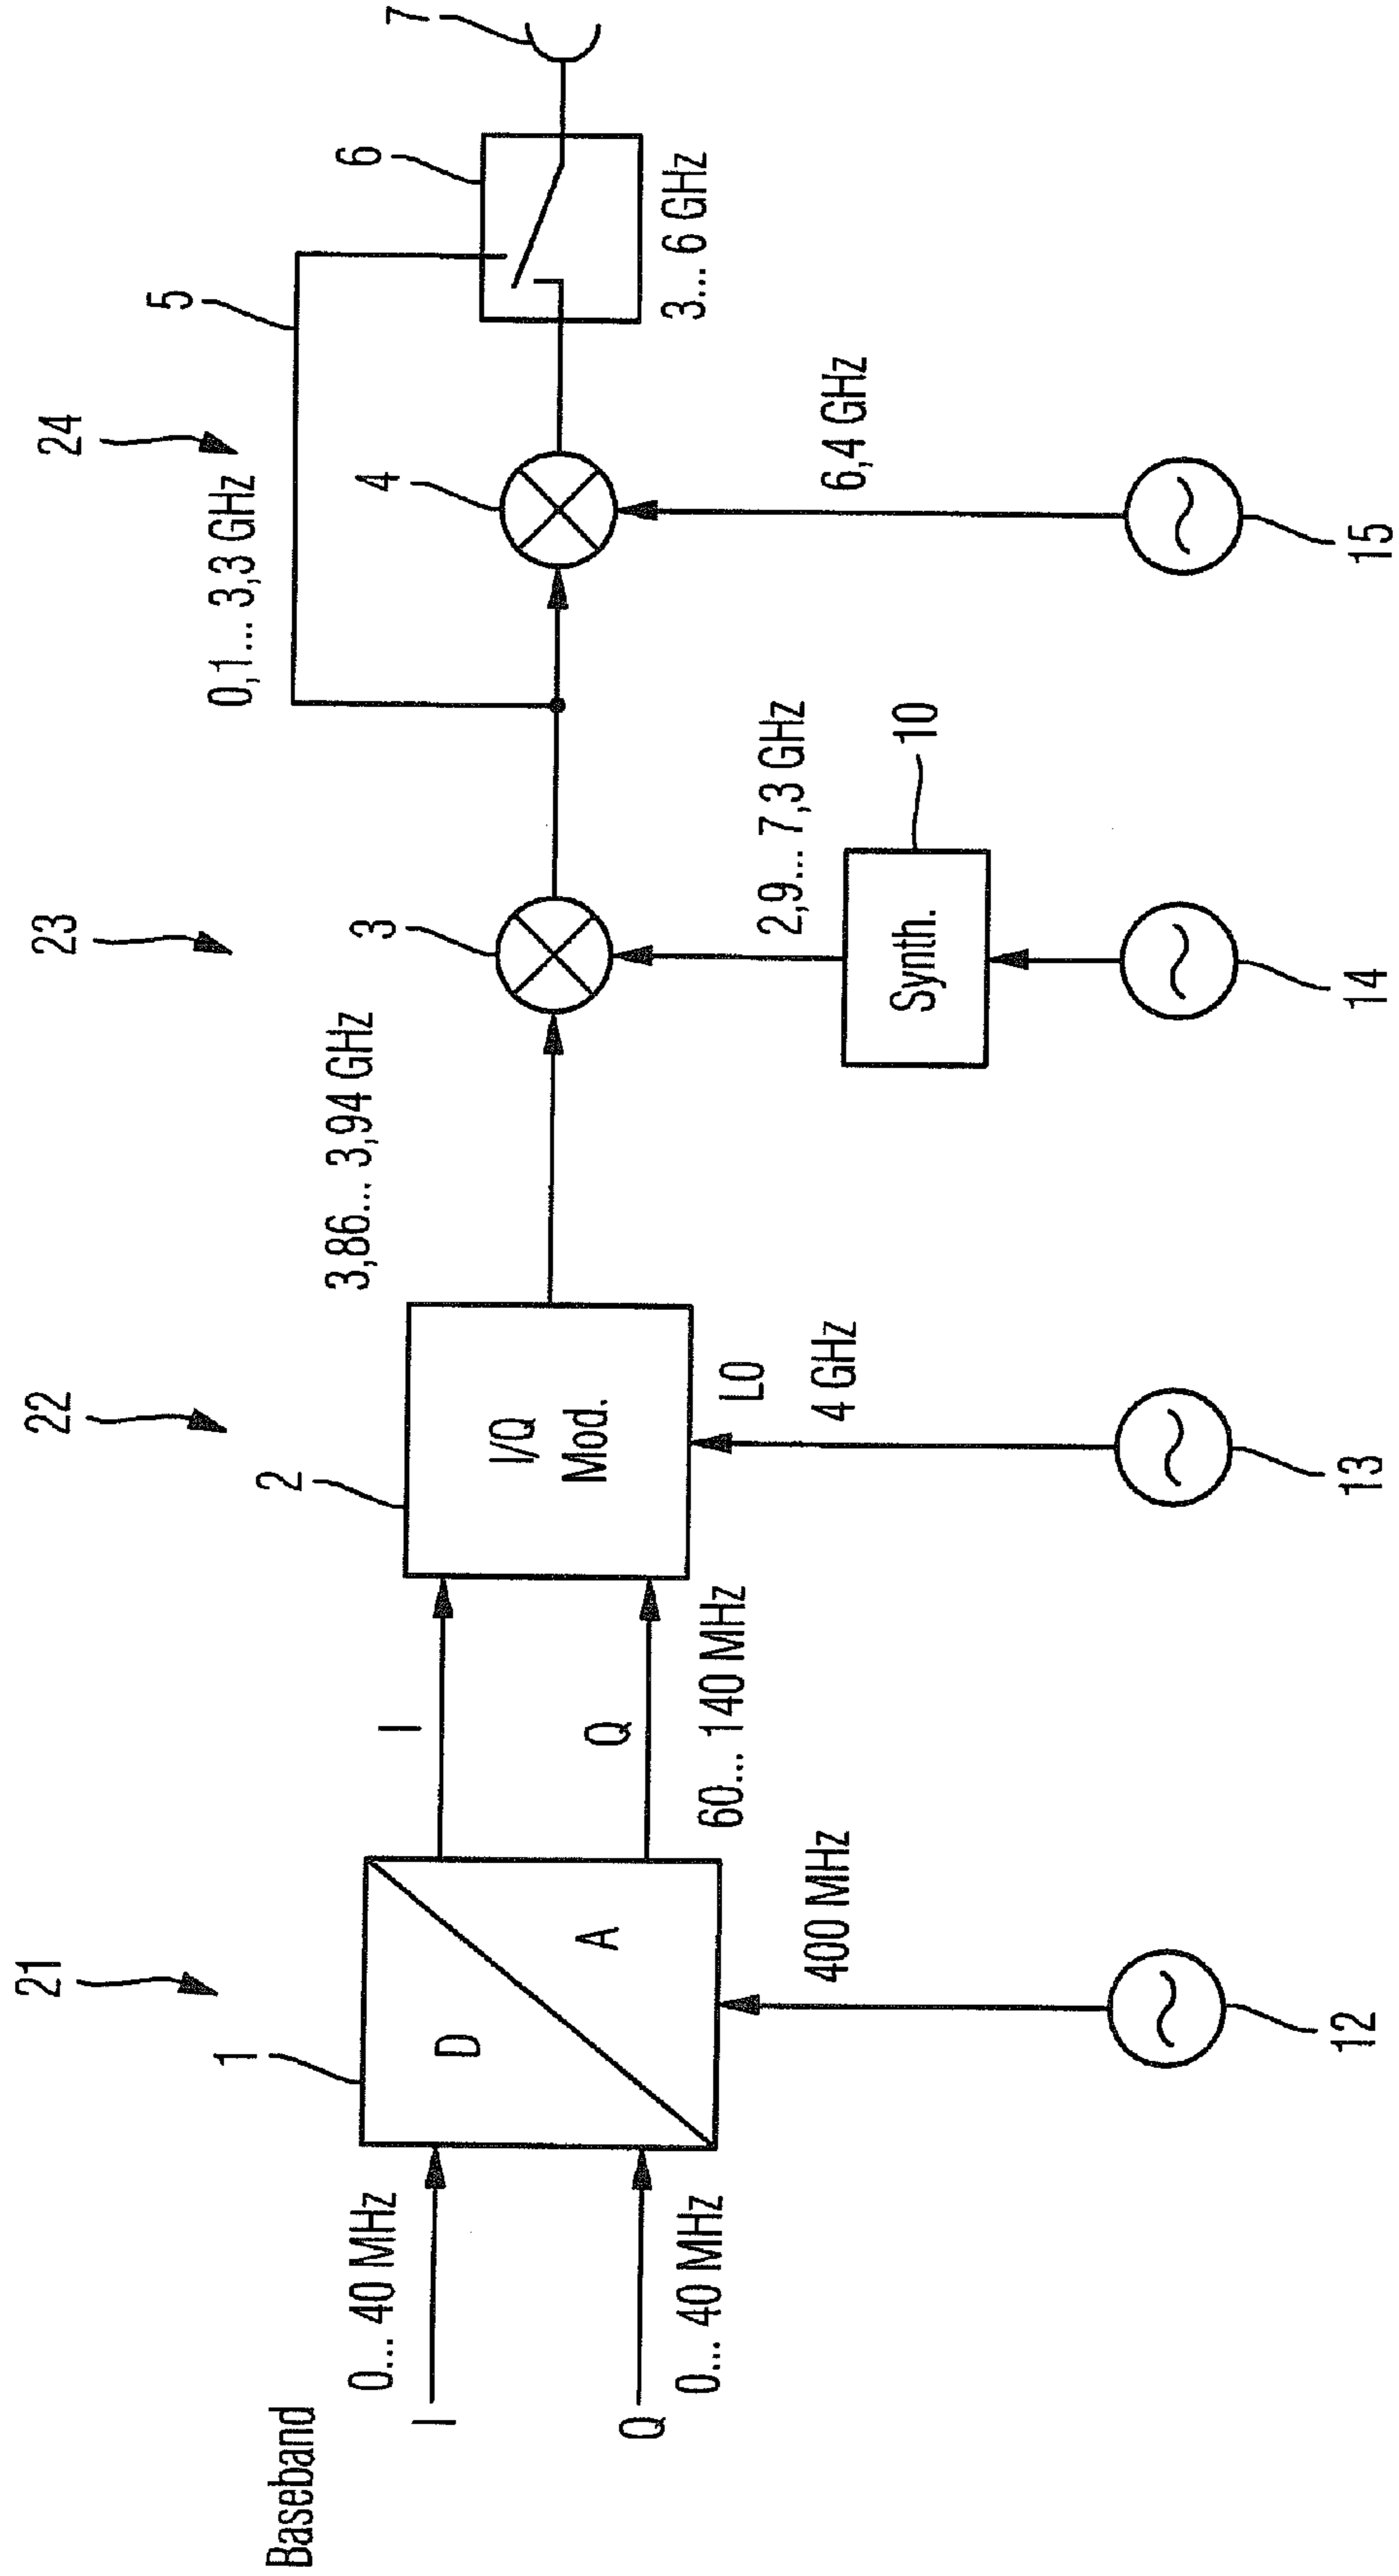 21
22
23
24
1
2
3
4
5
6
7
Baseband
0... 40 MHz
I
Q
0... 40 MHz
D
A
I
Q
60... 140 MHz
400 MHz
12
I/Q
Mod.
LO
4 GHz
13
3,86... 3,94 GHz
2,9... 7,3 GHz
Synth.
10
14
0,1... 3,3 GHz
6,4 GHz
15
3... 6 GHz